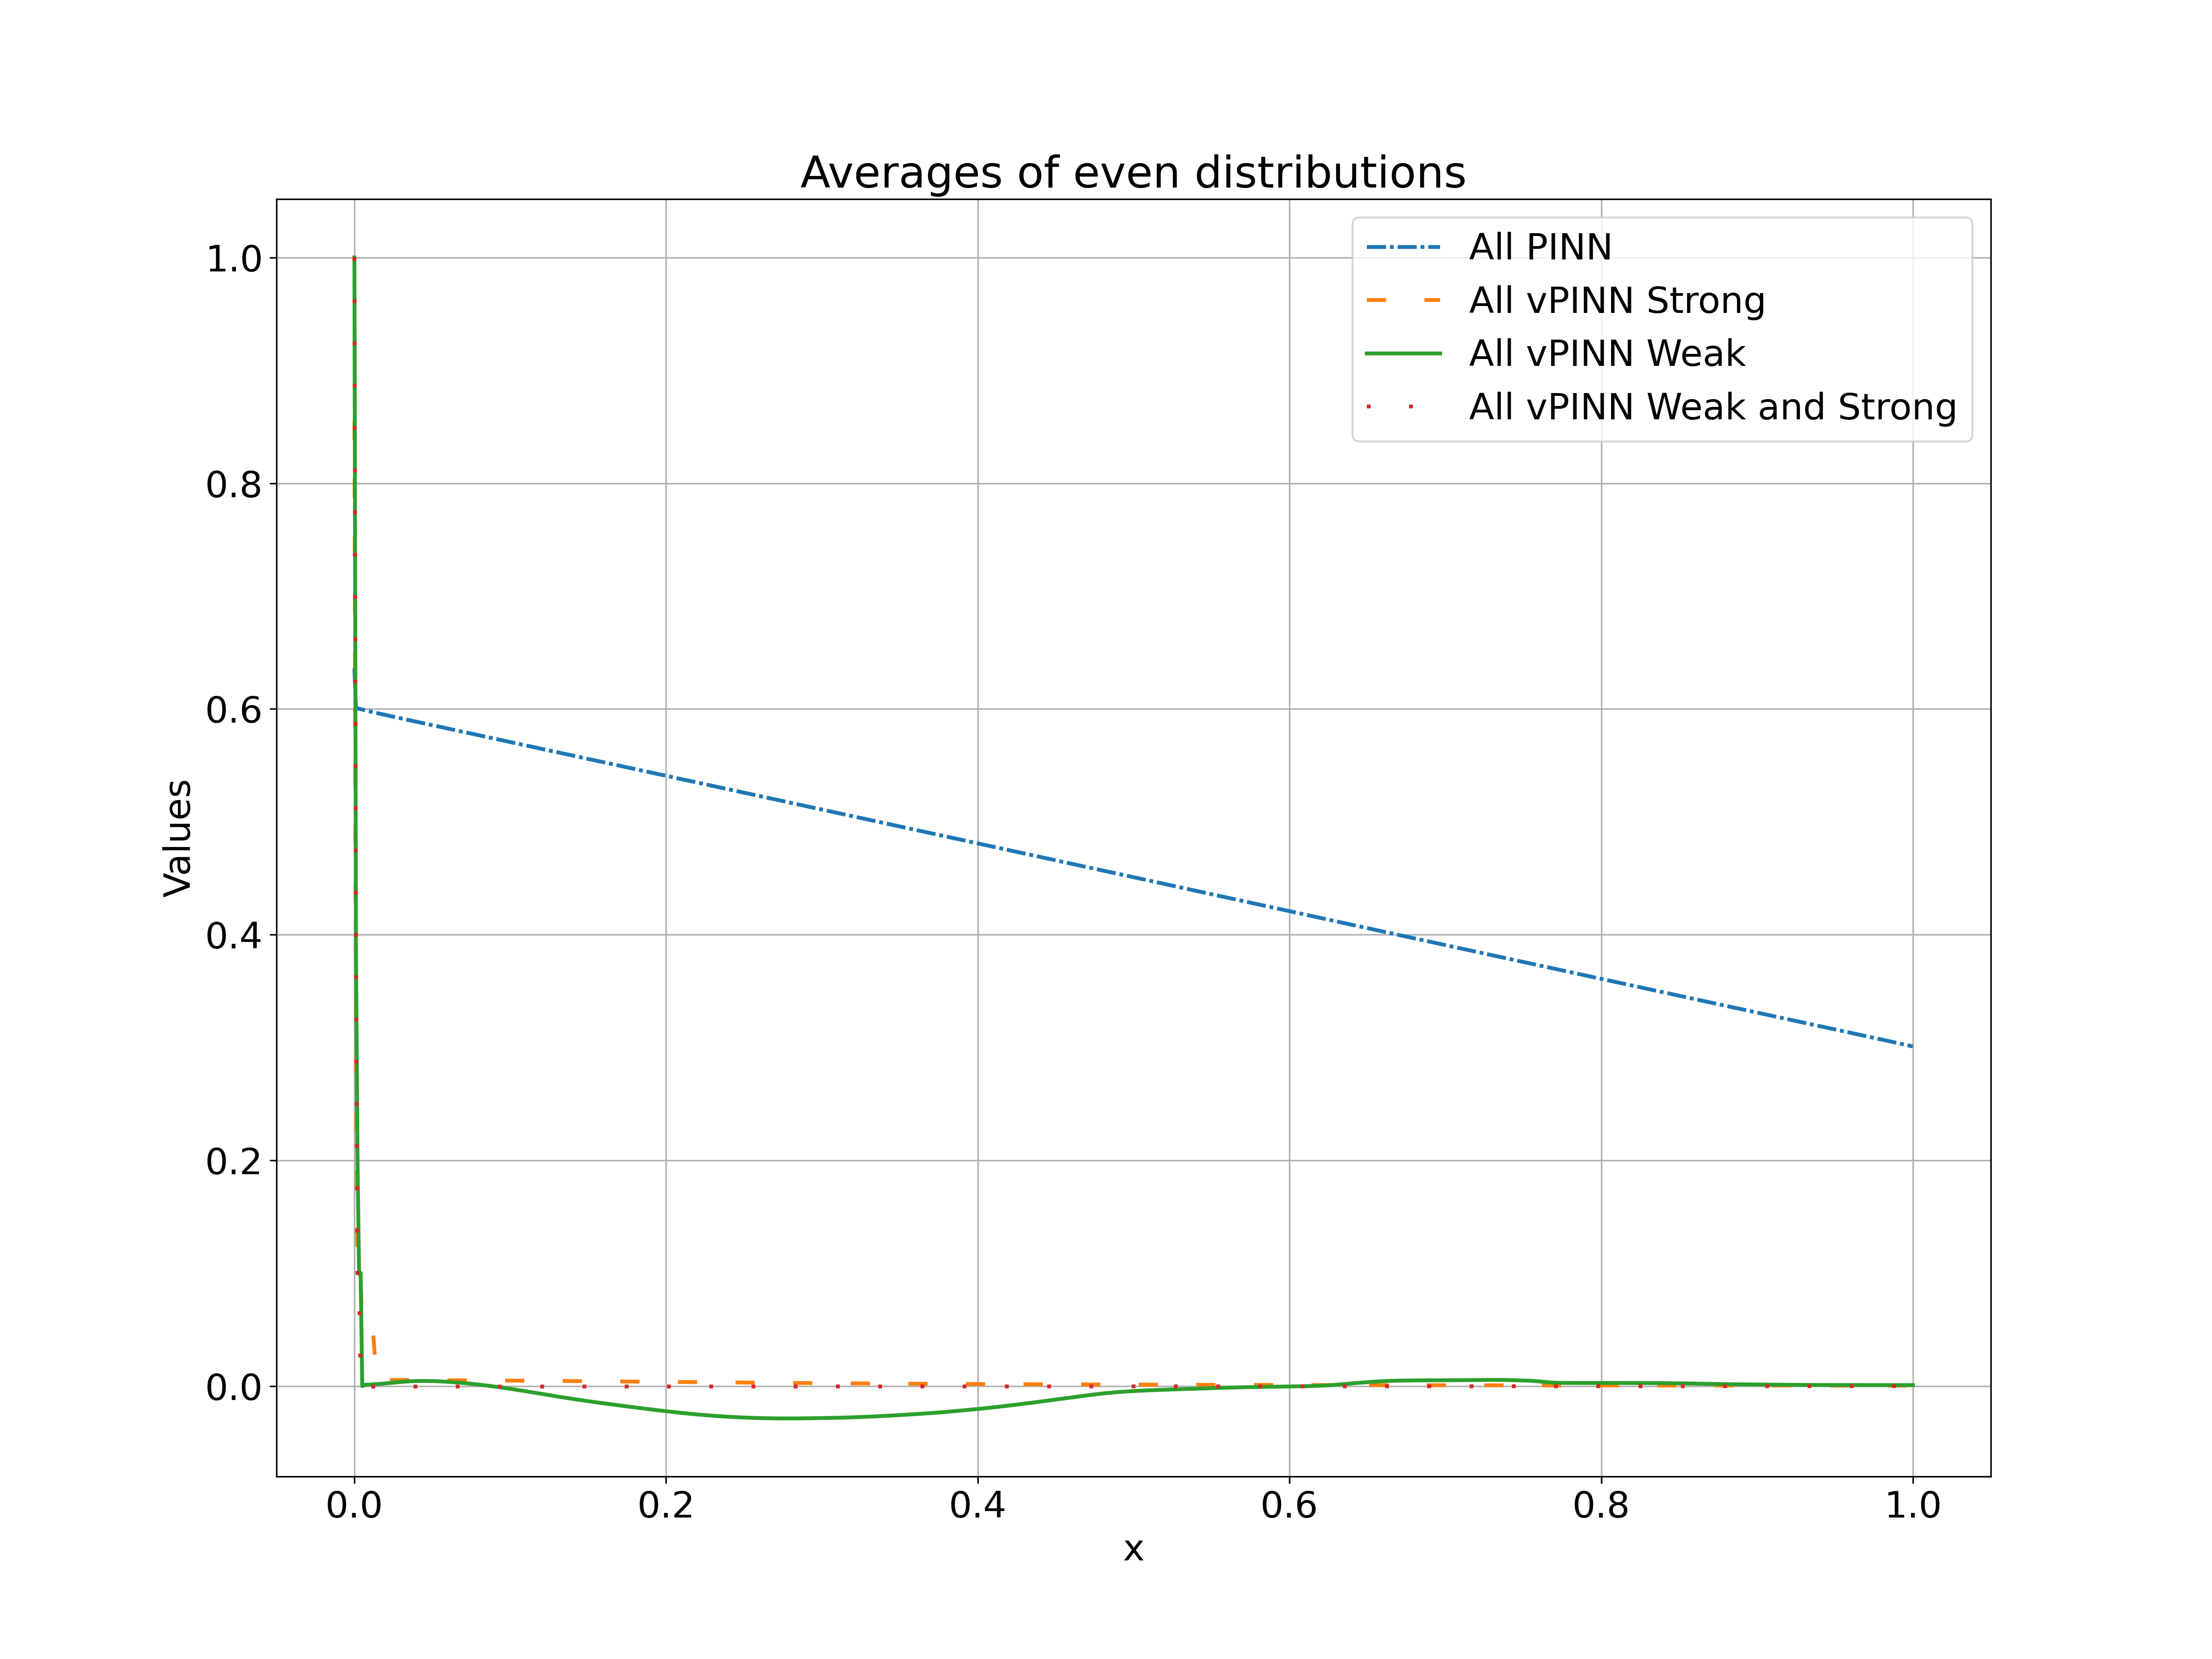 Averages of even distributions
All PINN
All vPINN Strong
All vPINN Weak
All vPINN Weak and Strong
1.0
0.8
0.6
0.4
0.2
0.0
Values
0.0 0.2 0.4 0.6 0.8 1.0
x